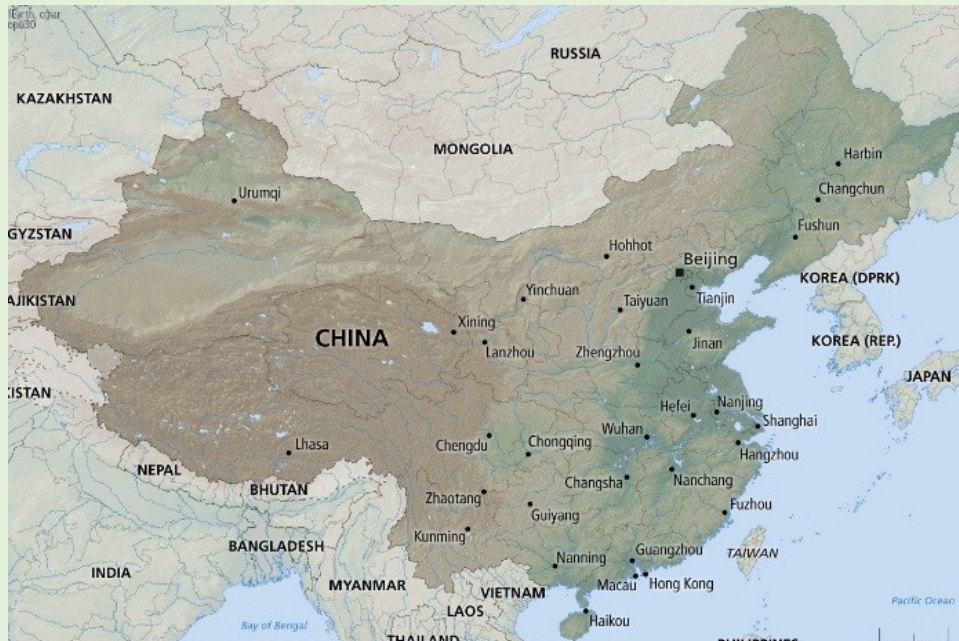 RUSSIA
KAZAKHSTAN
MONGOLIA
Harbin
Urumqi
Changchun
Fushun
GYZSTAN
Hohhot
Beijing
KOREA (DPRK)
AJIKISTAN
Yinchuan
Taiyuan
Tianjin
Xining
CHINA
Jinan
KOREA (REP.)
Lanzhou
Zhengzhou
JAPAN
KISTAN
Hefei
Nanjing
Shanghai
Wuhan
Lhasa
Chengdu
Chongqing
Hangzhou
NEPAL
Changsha
Nanchang
BHUTAN
Zhaotang
Guiyang
Fuzhou
Kunming
BANGLADESH
Nanning
Guangzhou
TAIWAN
INDIA
MYANMAR
VIETNAM
Macau
Hong Kong
Pacific Ocean
LAOS
Haikou
Bay of Bengal
THAILAND
PHILIPPINES